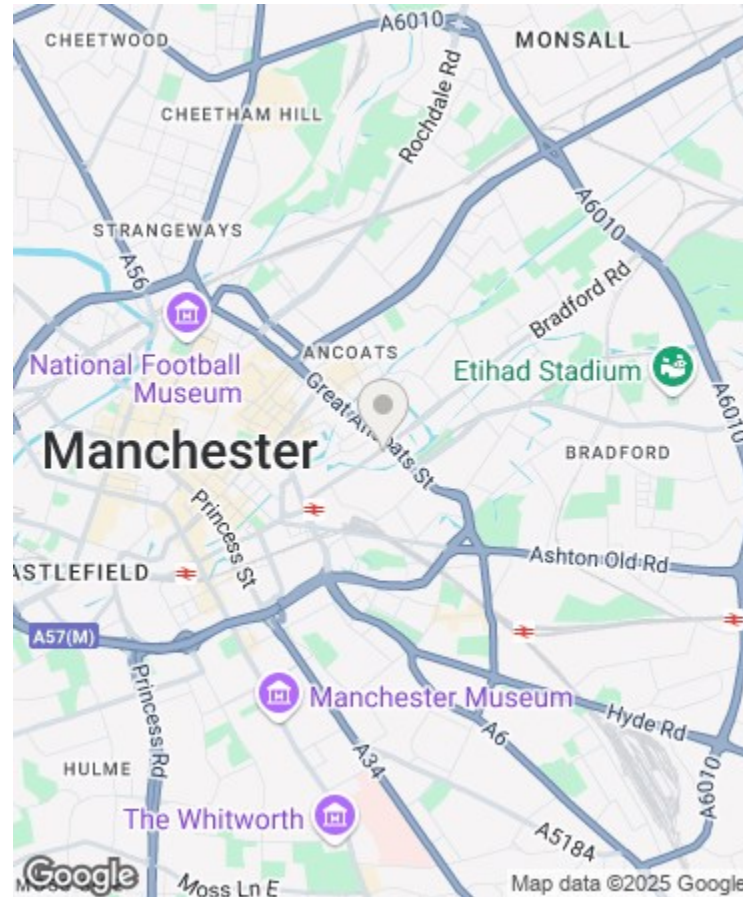 A6010
CHEETWOOD
MONSALL
CHEETHAM HILL
Rochdale Rd
STRANGEWAYS
A56
A6010
Bradford Rd
National Football
Museum
ANCOATS
Etihad Stadium
A6010
Great Ancoats St
Manchester
BRADFORD
Princess St
ASTLEFIELD
Ashton Old Rd
A57(M)
Princess Rd
Manchester Museum
Hyde Rd
A6
A34
HULME
A6010
The Whitworth
A5184
Google
Moss Ln E
Map data ©2025 Google